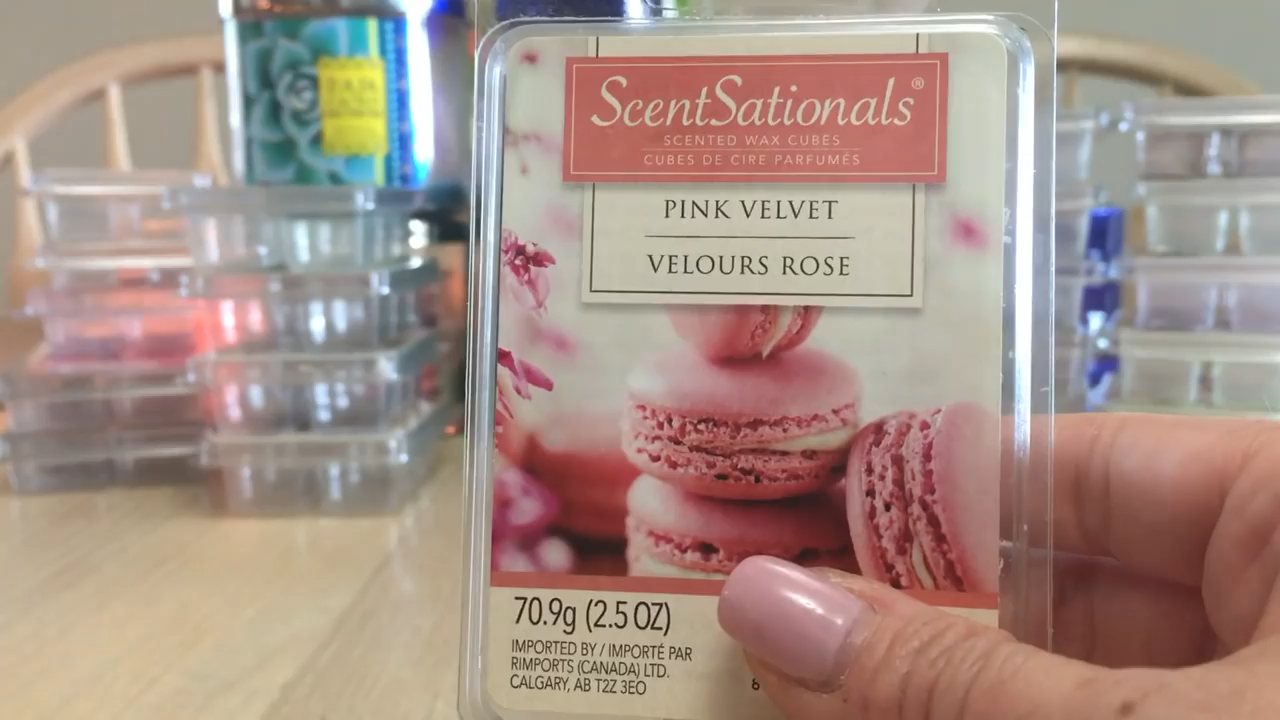 ScentSationals®
SCENTED WAX CUBES
CUBES DE CIRE PARFUMÉS
PINK VELVET
VELOURS ROSE
70.9g (2.5 OZ)
IMPORTED BY / IMPORTÉ PAR
RIMPORTS (CANADA) LTD.
CALGARY, AB T2Z 3EO